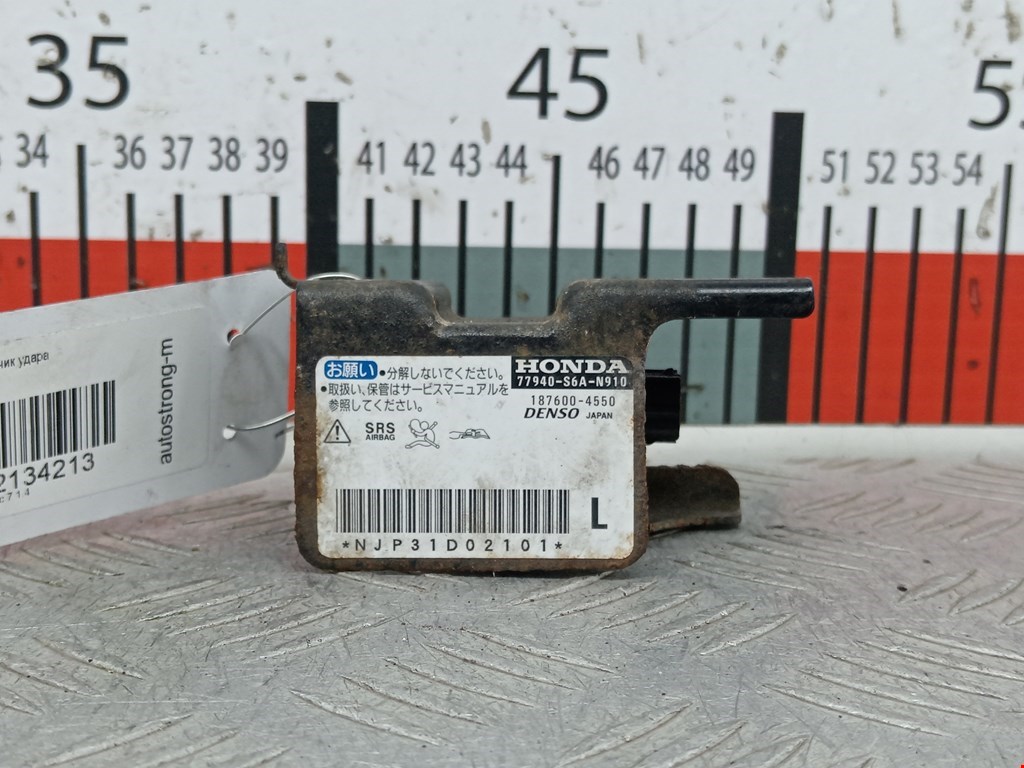 35
45
34
36 37 38 39
41 42 43 44
46 47 48 49
51 52 53 54
удара
autostrong-m
2134213
c714
お願い
●分解しないでください。
●取扱い、保管はサービスマニュアルを
参照してください。
HONDA
77940-S6A-N910
187600-4550
DENSO JAPAN
SRS
AIRBAG
L
*NJP31D02101*